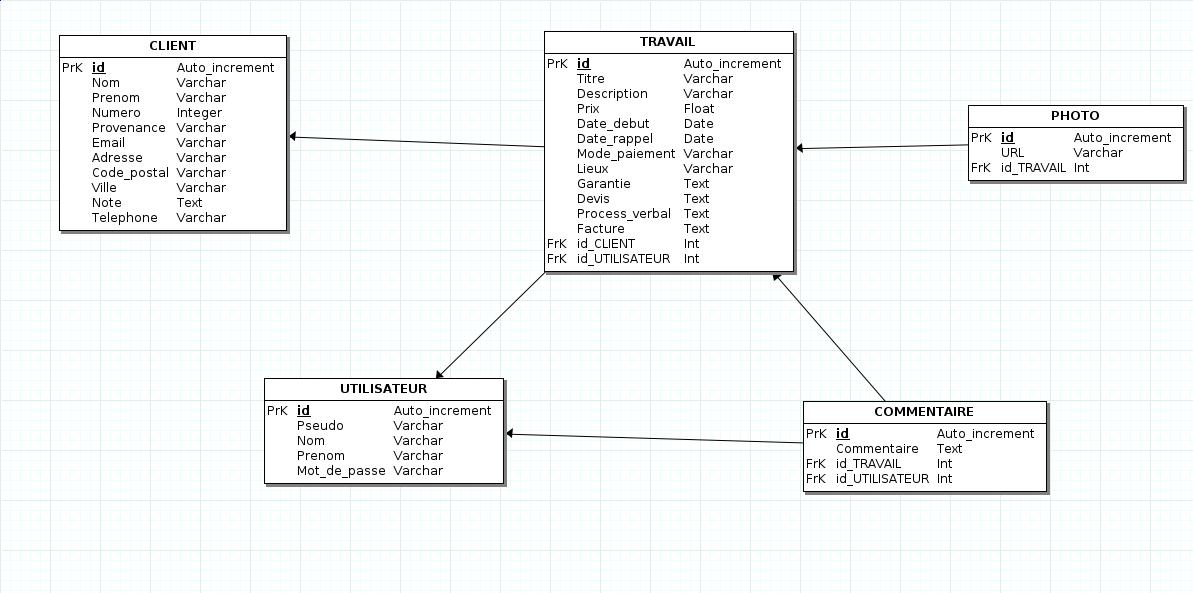 CLIENT
PrK id Auto_increment
Nom Varchar
Prenom Varchar
Numero Integer
Provenance Varchar
Email Varchar
Adresse Varchar
Code_postal Varchar
Ville Varchar
Note Text
Telephone Varchar
TRAVAIL
PrK id Auto_increment
Titre Varchar
Description Varchar
Prix Float
Date_debut Date
Date_rappel Date
Mode_paiement Varchar
Lieux Varchar
Garantie Text
Devis Text
Process_verbal Text
Facture Text
FrK id_CLIENT Int
FrK id_UTILISATEUR Int
PHOTO
PrK id Auto_increment
URL Varchar
FrK id_TRAVAIL Int
UTILISATEUR
PrK id Auto_increment
Pseudo Varchar
Nom Varchar
Prenom Varchar
Mot_de_passe Varchar
COMMENTAIRE
PrK id Auto_increment
Commentaire Text
FrK id_TRAVAIL Int
FrK id_UTILISATEUR Int